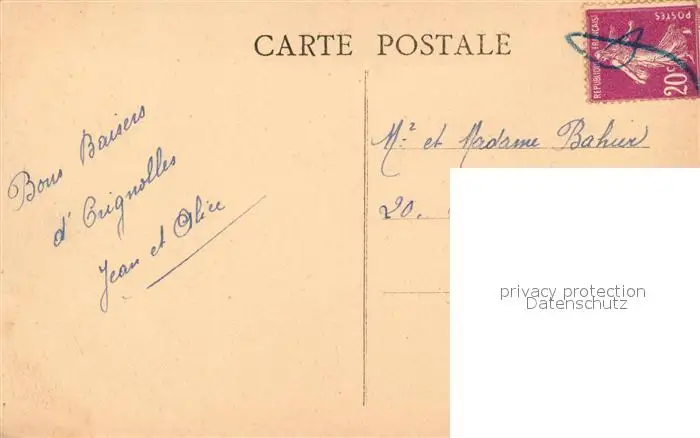 CARTE POSTALE
POSTES
REPUBLIQUE FRANÇAISE
20c
Bons Baisers
d'Orignolles
Jean et Alice
Mr et Madame Bahier
20.
privacy protection
Datenschutz